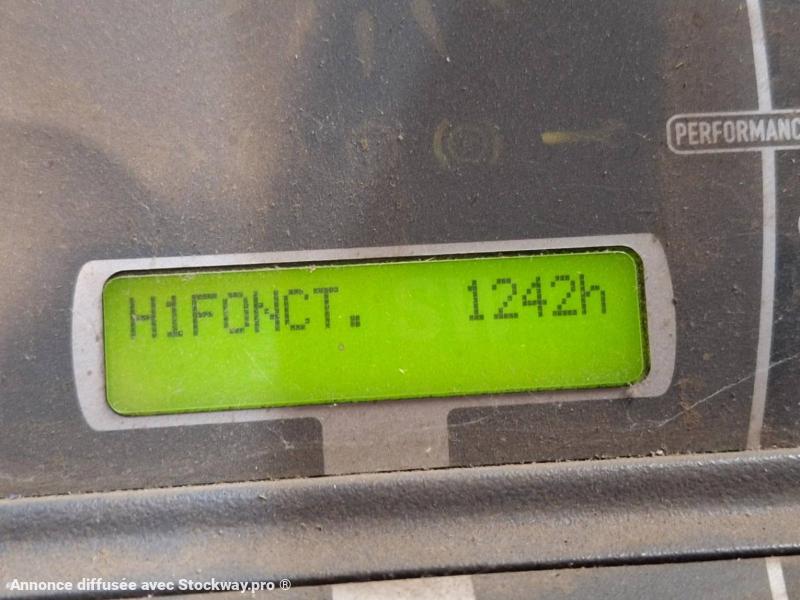 PERFORMANC
H1FONCT. 1242h
Annonce diffusée avec Stockway.pro ®